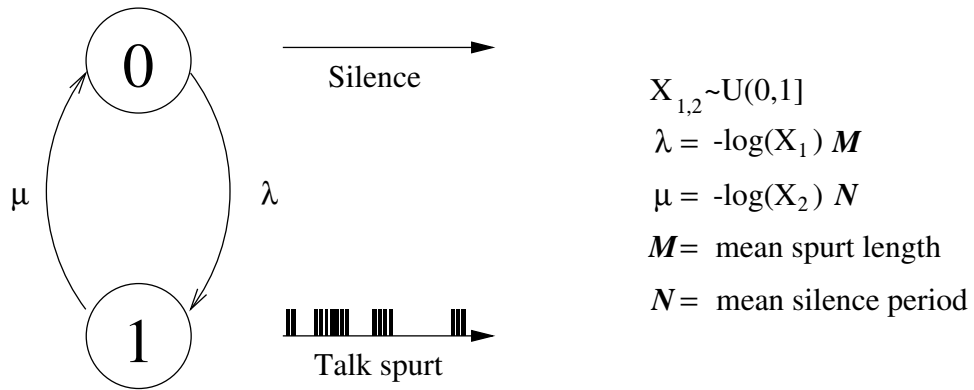 0
Silence
μ
λ
1
Talk spurt
X₁,₂~U(0,1]
λ = -log(X₁) M
μ = -log(X₂) N
M = mean spurt length
N = mean silence period